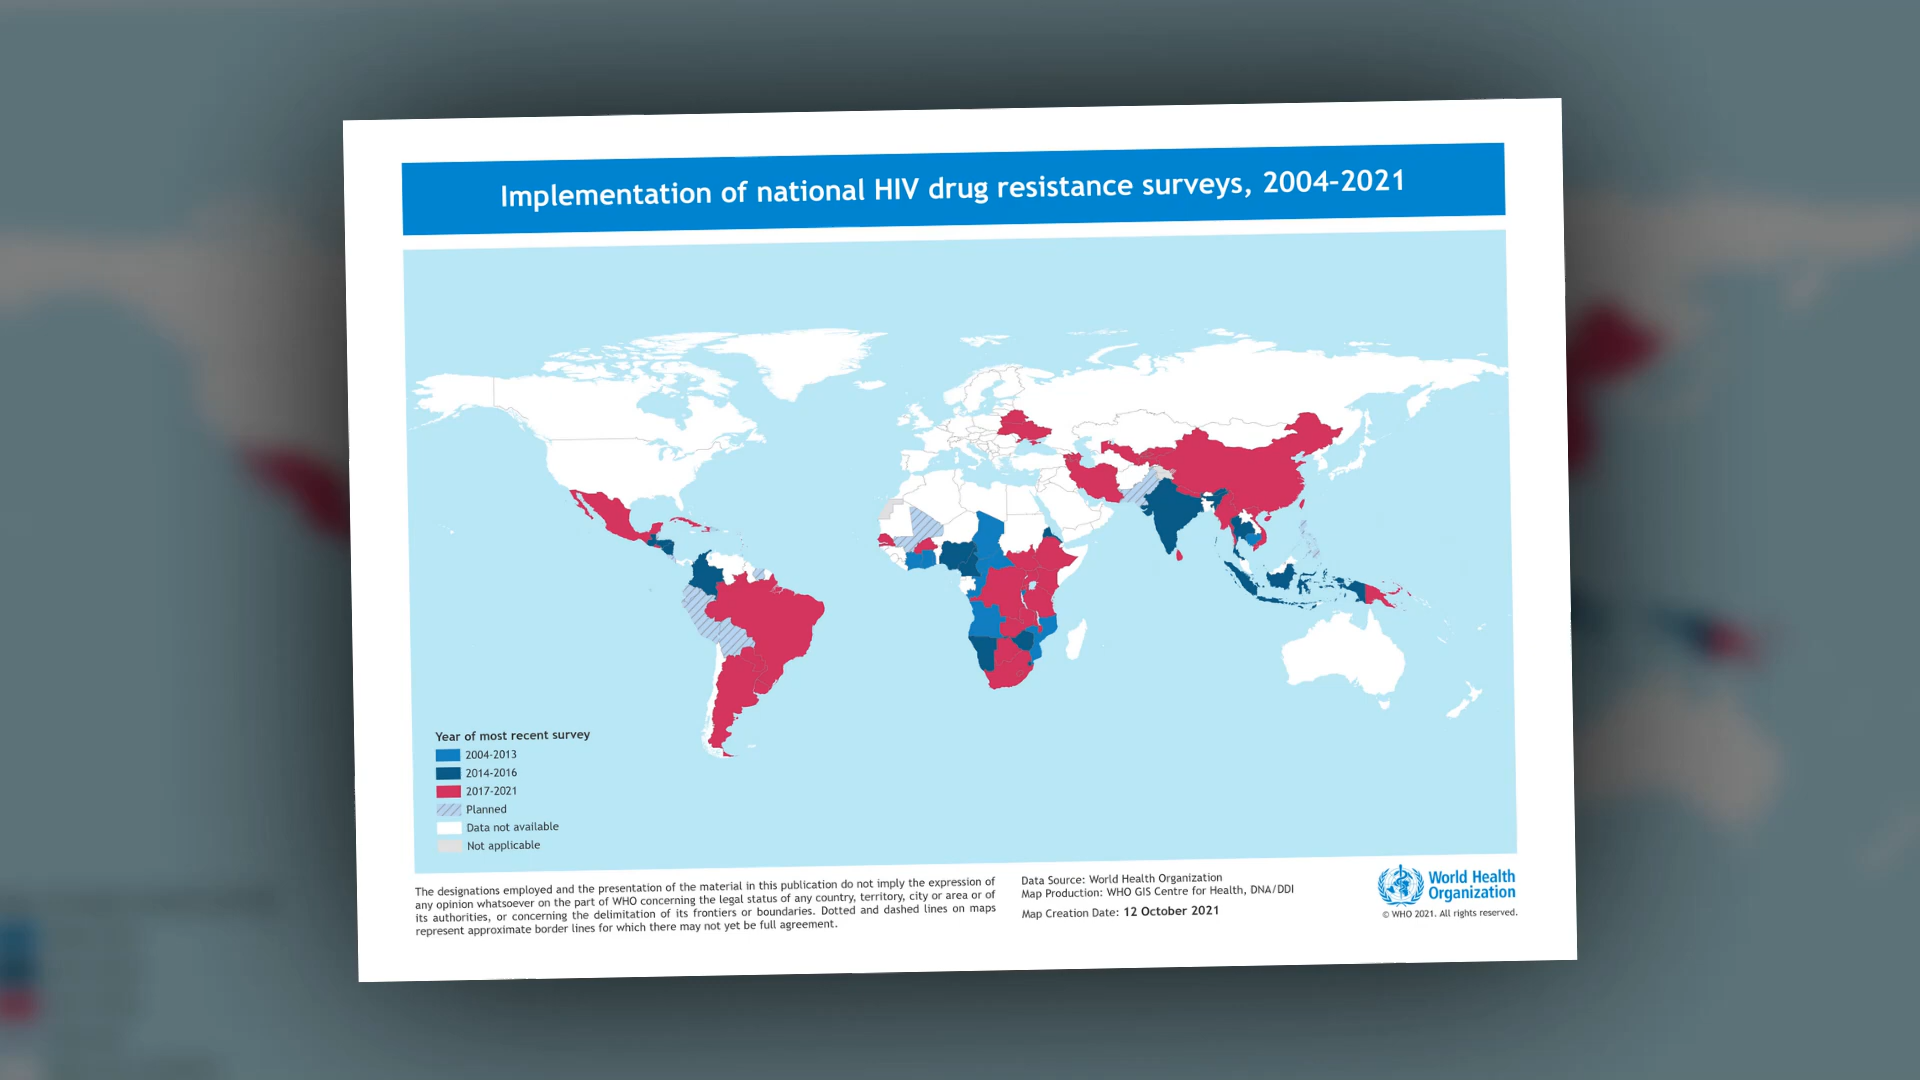 Implementation of national HIV drug resistance surveys, 2004-2021
Year of most recent survey
2004-2013
2014-2016
2017-2021
Planned
Data not available
Not applicable
The designations employed and the presentation of the material in this publication do not imply the expression of
any opinion whatsoever on the part of WHO concerning the legal status of any country, territory, city or area or of
its authorities, or concerning the delimitation of its frontiers or boundaries. Dotted and dashed lines on maps
represent approximate border lines for which there may not yet be full agreement.
Data Source: World Health Organization
Map Production: WHO GIS Centre for Health, DNA/DDI
Map Creation Date: 12 October 2021
World Health
Organization
© WHO 2021. All rights reserved.